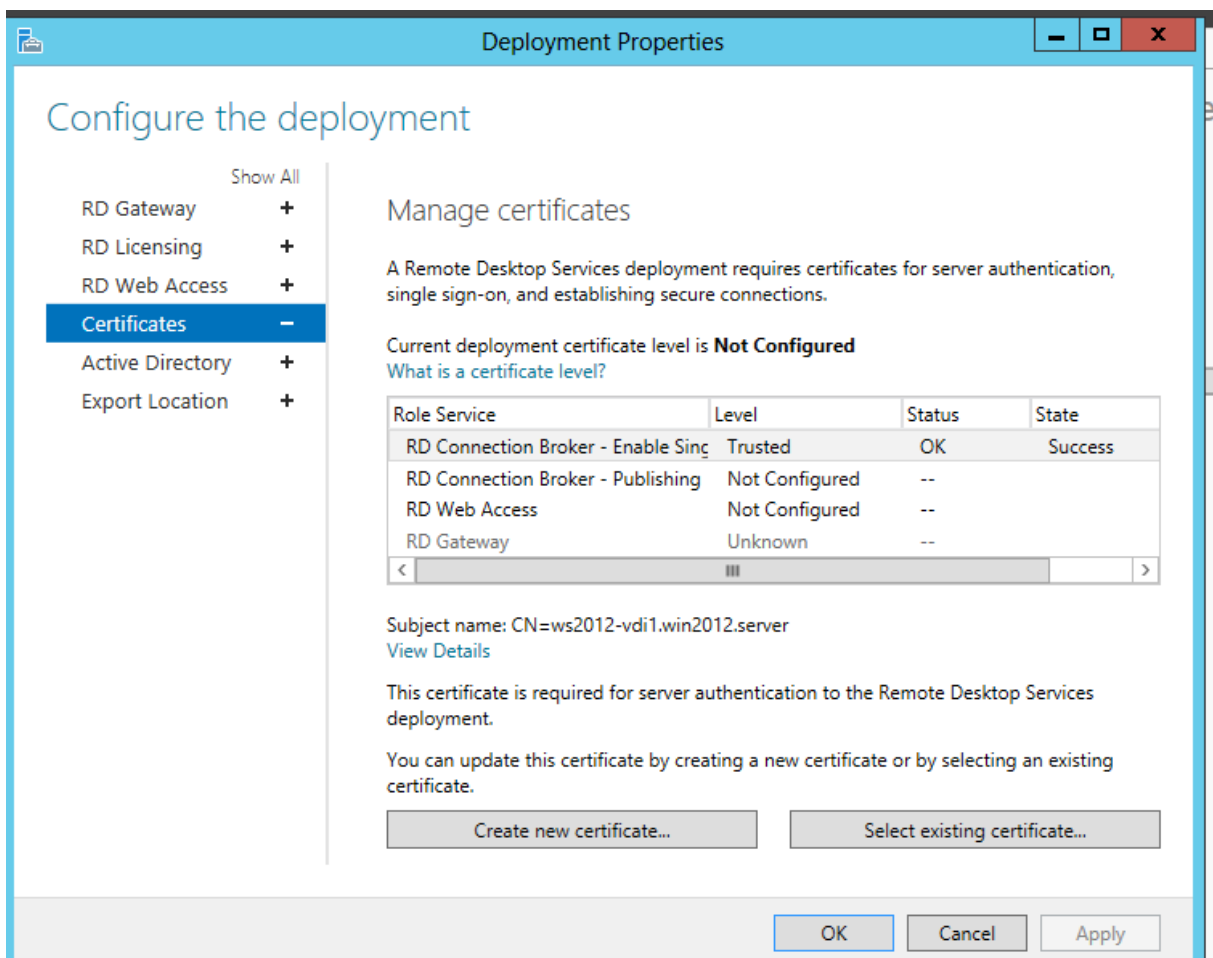 Deployment Properties
Configure the deployment
Show All
RD Gateway +
RD Licensing +
RD Web Access +
Certificates –
Active Directory +
Export Location +
Manage certificates
A Remote Desktop Services deployment requires certificates for server authentication,
single sign-on, and establishing secure connections.
Current deployment certificate level is Not Configured
What is a certificate level?
Role Service Level Status State
RD Connection Broker - Enable Sing Trusted OK Success
RD Connection Broker - Publishing Not Configured --
RD Web Access Not Configured --
RD Gateway Unknown --
Subject name: CN=ws2012-vdi1.win2012.server
View Details
This certificate is required for server authentication to the Remote Desktop Services
deployment.
You can update this certificate by creating a new certificate or by selecting an existing
certificate.
Create new certificate... Select existing certificate...
OK Cancel Apply